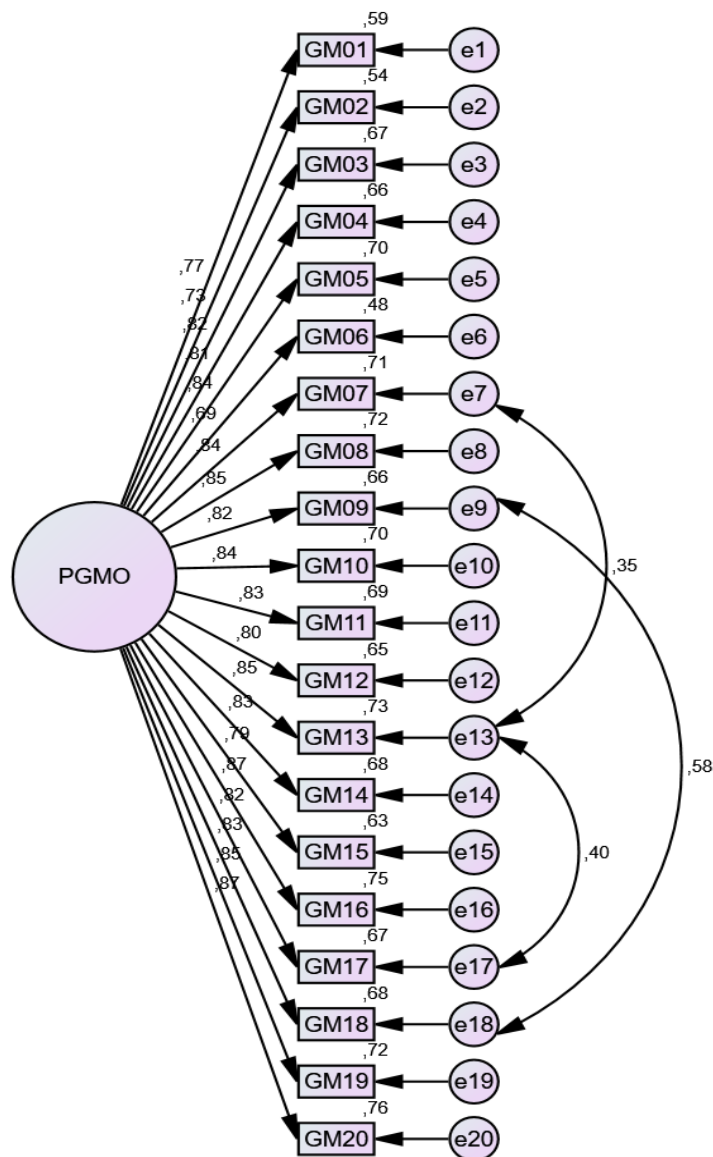 ,59
GM01 e1
,54
GM02 e2
,67
GM03 e3
,66
GM04 e4
,70
GM05 e5
,48
GM06 e6
,71
GM07 e7
,72
GM08 e8
,66
GM09 e9
,70
GM10 e10
,69
GM11 e11
,65
GM12 e12
,73
GM13 e13
,68
GM14 e14
,63
GM15 e15
,75
GM16 e16
,67
GM17 e17
,68
GM18 e18
,72
GM19 e19
,76
GM20 e20
,77
,73
,82
,81
,84
,69
,84
,85
,82
,84
,83
,80
,85
,83
,79
,87
,82
,83
,85
,87
PGMO
,35
,58
,40